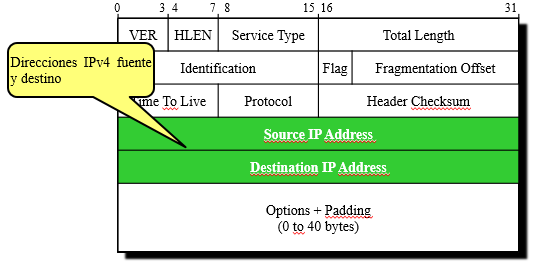 0 3 4 7 8 15 16 31
VER HLEN Service Type Total Length
Direcciones IPv4 fuente
y destino
Identification Flag Fragmentation Offset
ime To Live Protocol Header Checksum
Source IP Address
Destination IP Address
Options + Padding
(0 to 40 bytes)